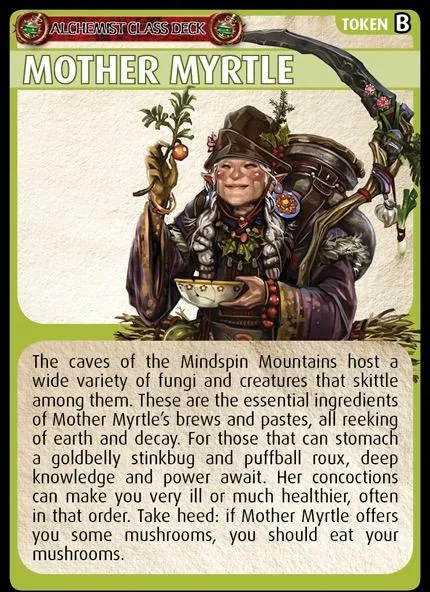 ALCHEMIST CLASS DECK
TOKEN B
MOTHER MYRTLE
The caves of the Mindspin Mountains host a
wide variety of fungi and creatures that skittle
among them. These are the essential ingredients
of Mother Myrtle's brews and pastes, all reeking
of earth and decay. For those that can stomach
a goldbelly stinkbug and puffball roux, deep
knowledge and power await. Her concoctions
can make you very ill or much healthier, often
in that order. Take heed: if Mother Myrtle offers
you some mushrooms, you should eat your
mushrooms.